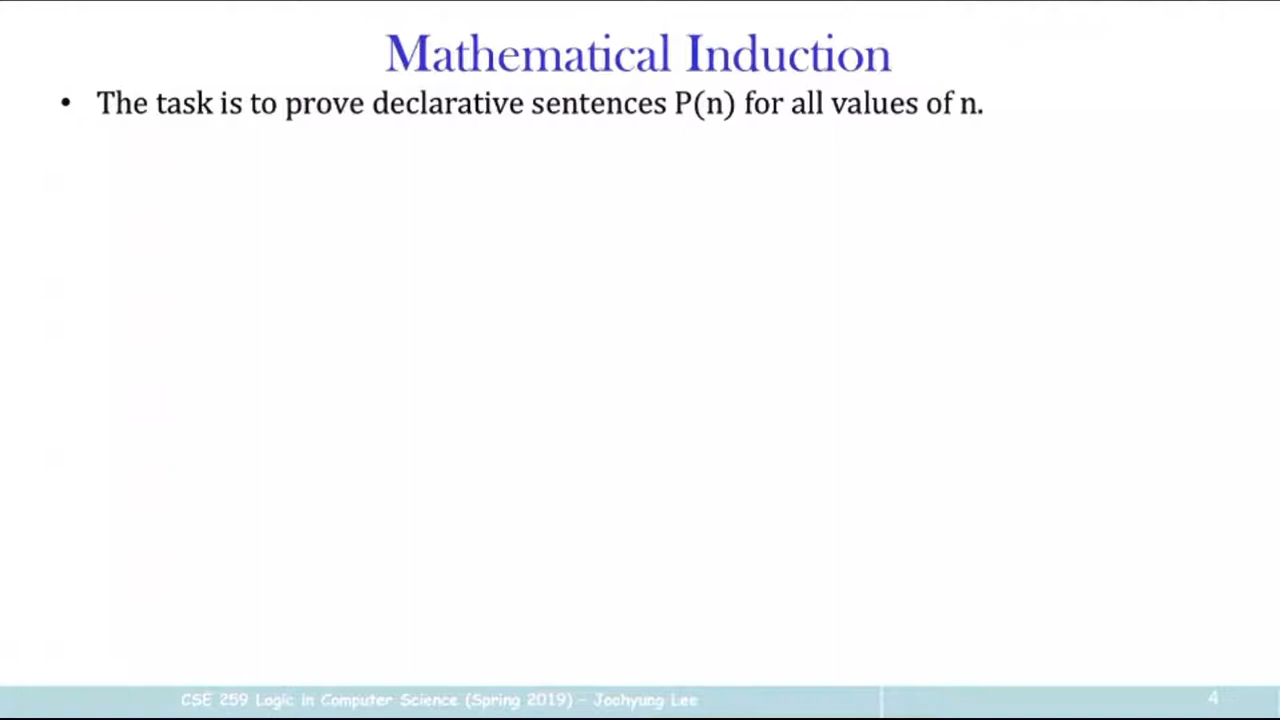 Mathematical Induction
• The task is to prove declarative sentences P(n) for all values of n.
CSE 259 Logic in Computer Science (Spring 2019) – Joohyung Lee
4